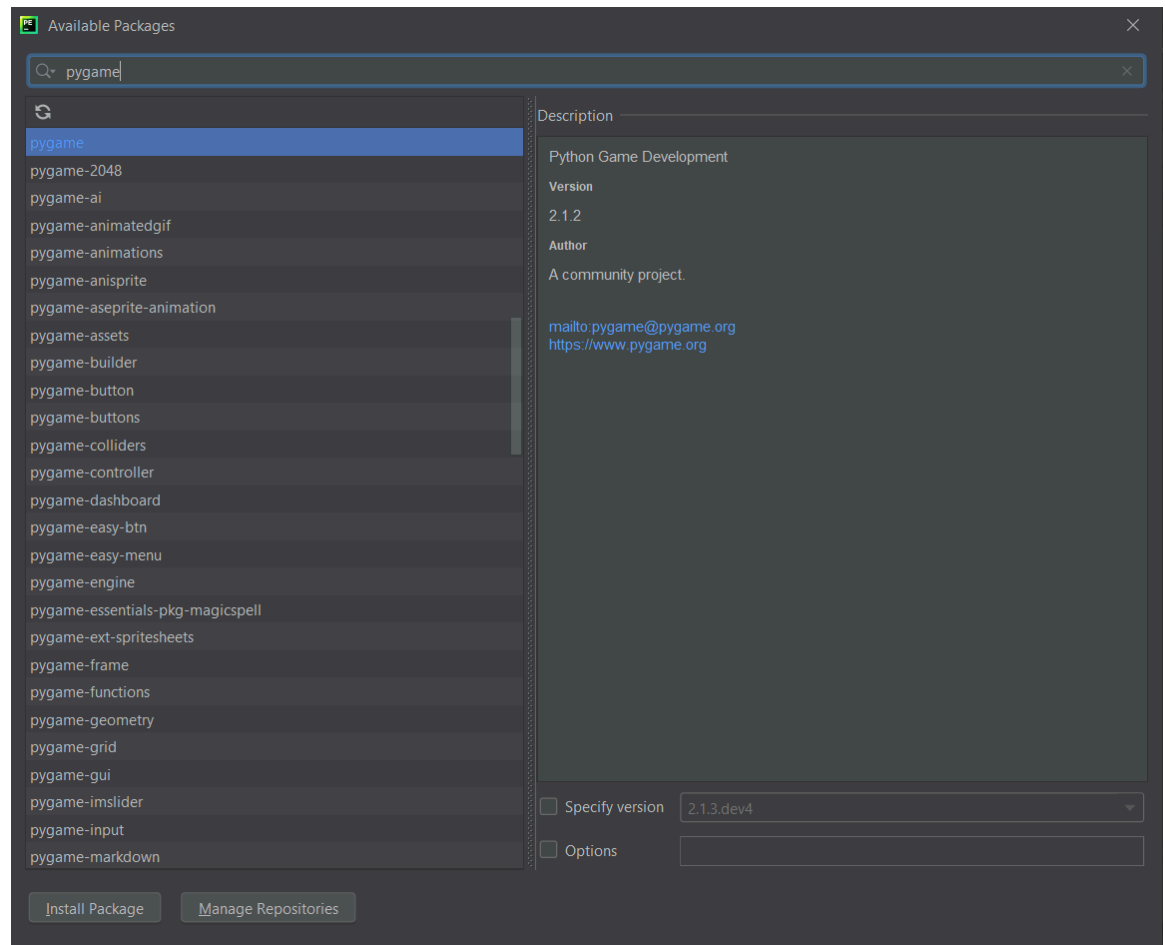 Available Packages
pygame
pygame
pygame-2048
pygame-ai
pygame-animatedgif
pygame-animations
pygame-anisprite
pygame-aseprite-animation
pygame-assets
pygame-builder
pygame-button
pygame-buttons
pygame-colliders
pygame-controller
pygame-dashboard
pygame-easy-btn
pygame-easy-menu
pygame-engine
pygame-essentials-pkg-magicspell
pygame-ext-spritesheets
pygame-frame
pygame-functions
pygame-geometry
pygame-grid
pygame-gui
pygame-imslider
pygame-input
pygame-markdown
Description
Python Game Development
Version
2.1.2
Author
A community project.
mailto:pygame@pygame.org
https://www.pygame.org
Specify version 2.1.3.dev4
Options
Install Package Manage Repositories